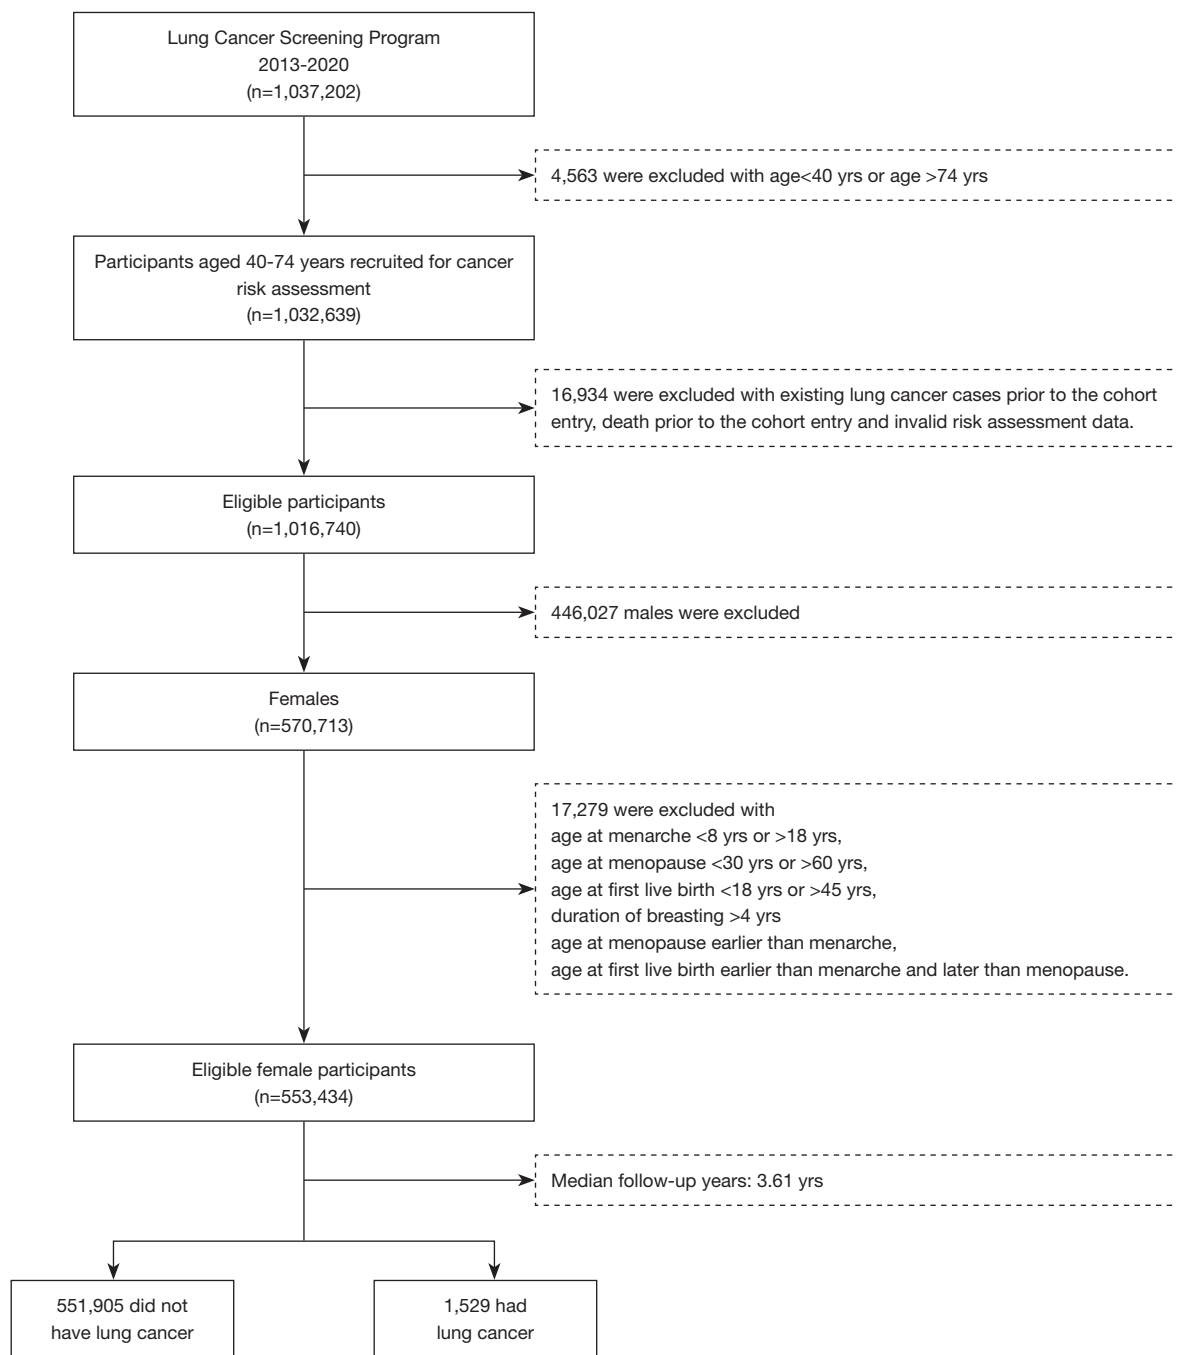 Lung Cancer Screening Program
2013-2020
(n=1,037,202)
4,563 were excluded with age<40 yrs or age >74 yrs
Participants aged 40-74 years recruited for cancer
risk assessment
(n=1,032,639)
16,934 were excluded with existing lung cancer cases prior to the cohort
entry, death prior to the cohort entry and invalid risk assessment data.
Eligible participants
(n=1,016,740)
446,027 males were excluded
Females
(n=570,713)
17,279 were excluded with
age at menarche <8 yrs or >18 yrs,
age at menopause <30 yrs or >60 yrs,
age at first live birth <18 yrs or >45 yrs,
duration of breasting >4 yrs
age at menopause earlier than menarche,
age at first live birth earlier than menarche and later than menopause.
Eligible female participants
(n=553,434)
Median follow-up years: 3.61 yrs
551,905 did not
have lung cancer
1,529 had
lung cancer